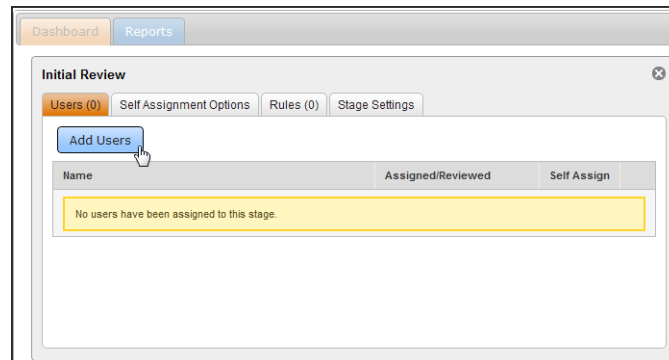 Dashboard Reports
Initial Review
Users (0) Self Assignment Options Rules (0) Stage Settings
Add Users
Name Assigned/Reviewed Self Assign
No users have been assigned to this stage.